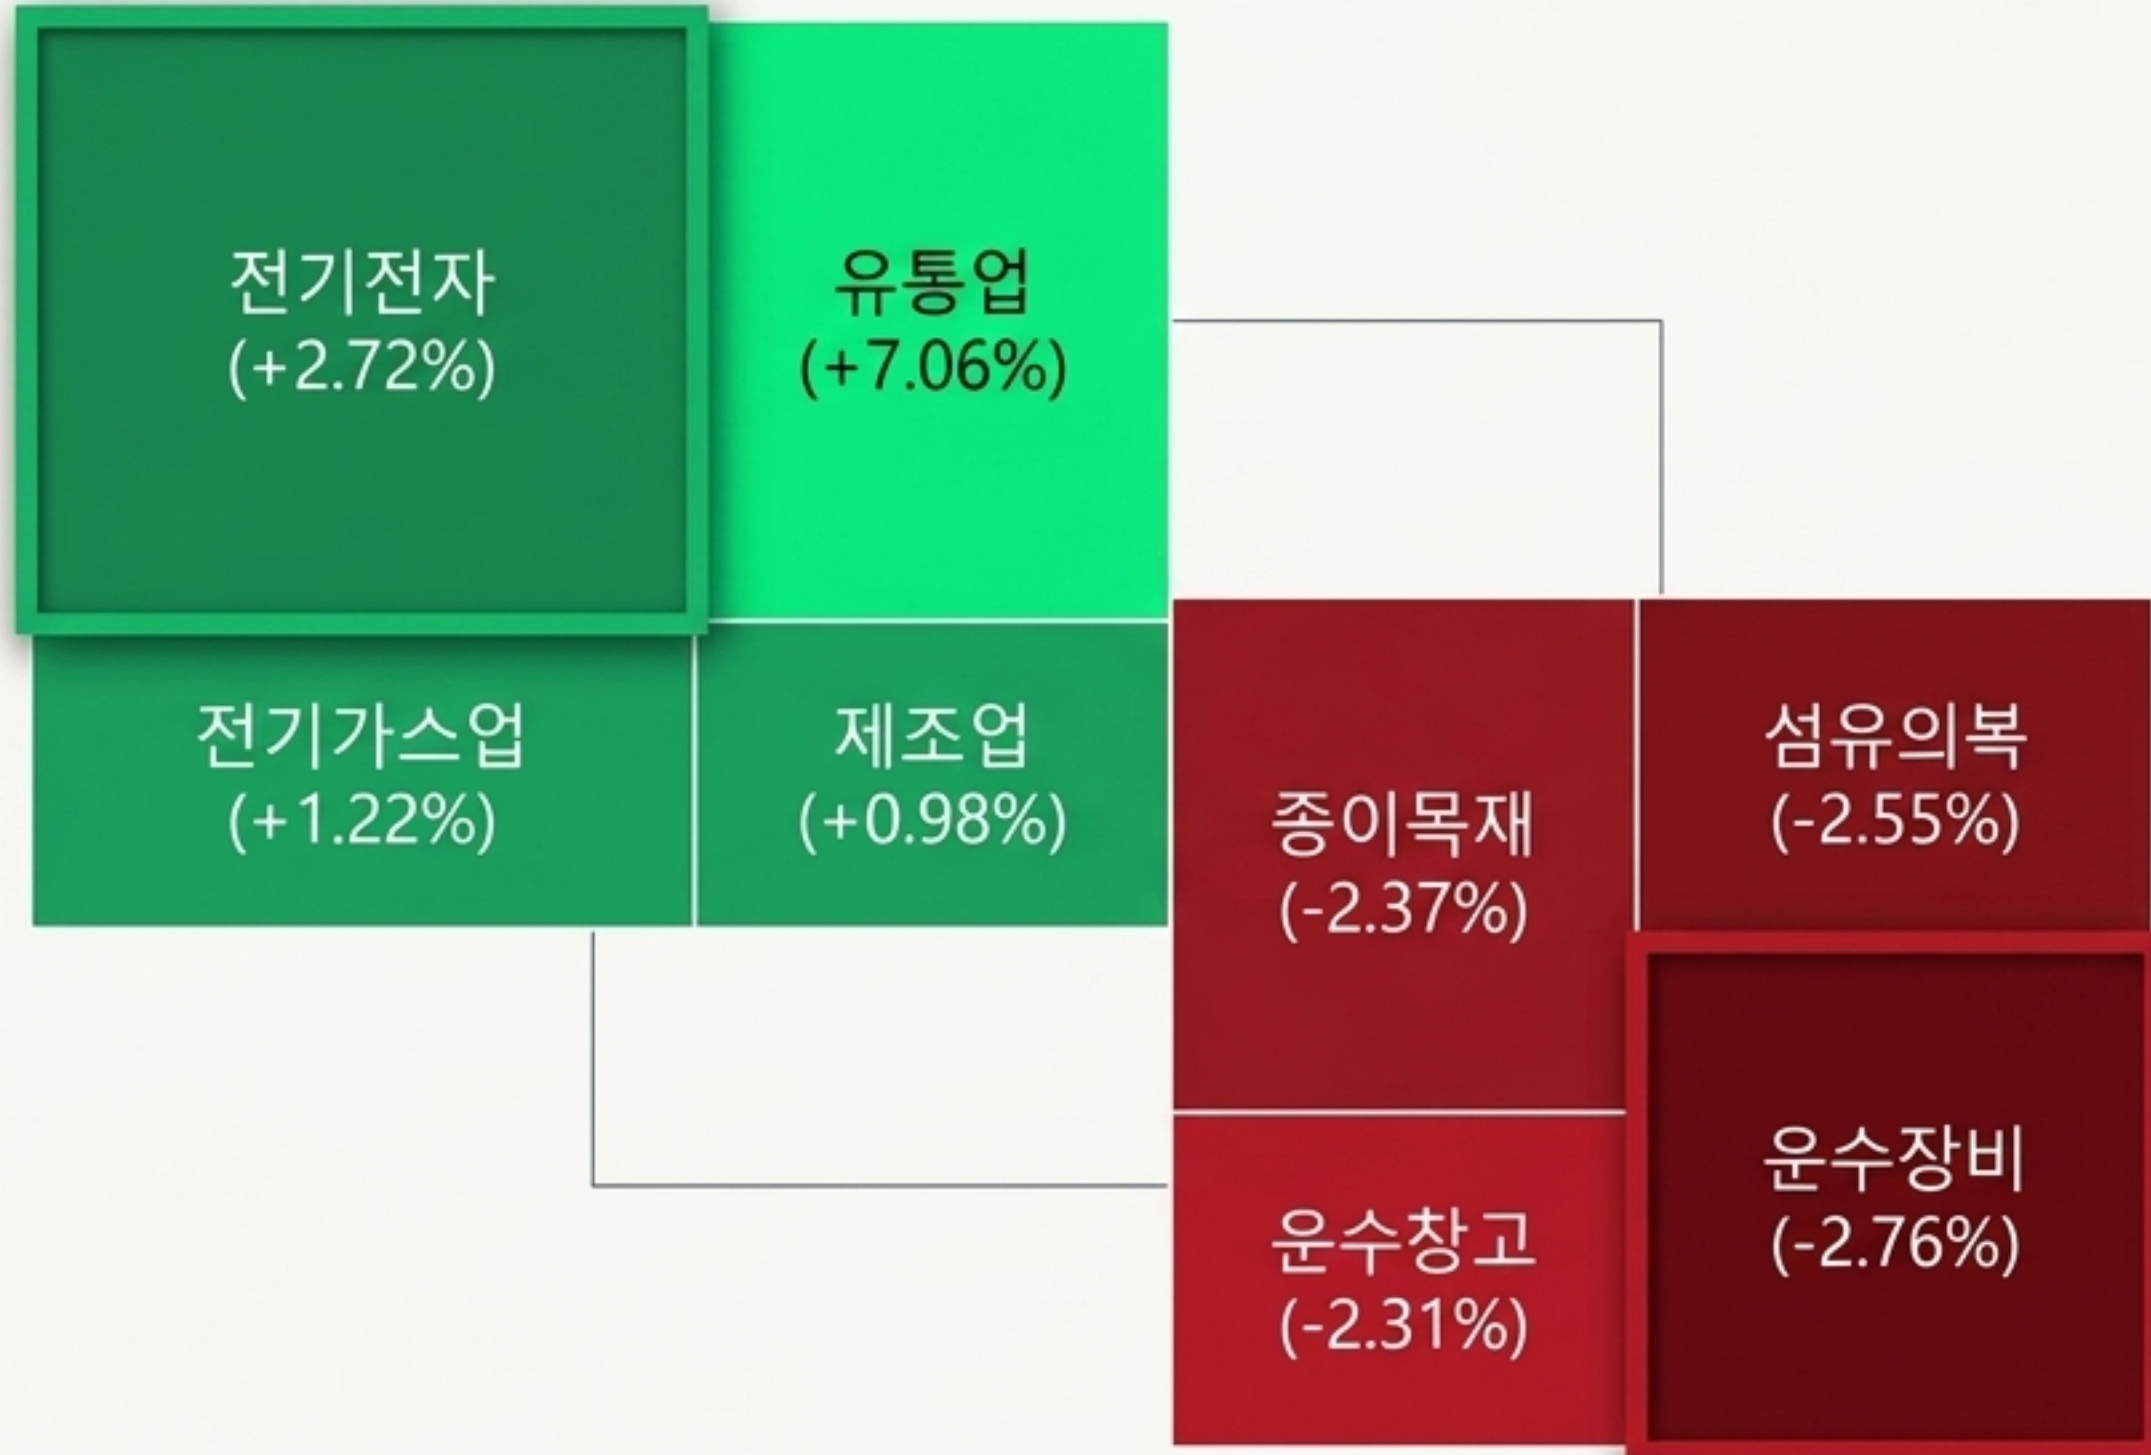 전기전자
(+2.72%)
유통업
(+7.06%)
전기가스업
(+1.22%)
제조업
(+0.98%)
종이목재
(-2.37%)
섬유의복
(-2.55%)
운수창고
(-2.31%)
운수장비
(-2.76%)